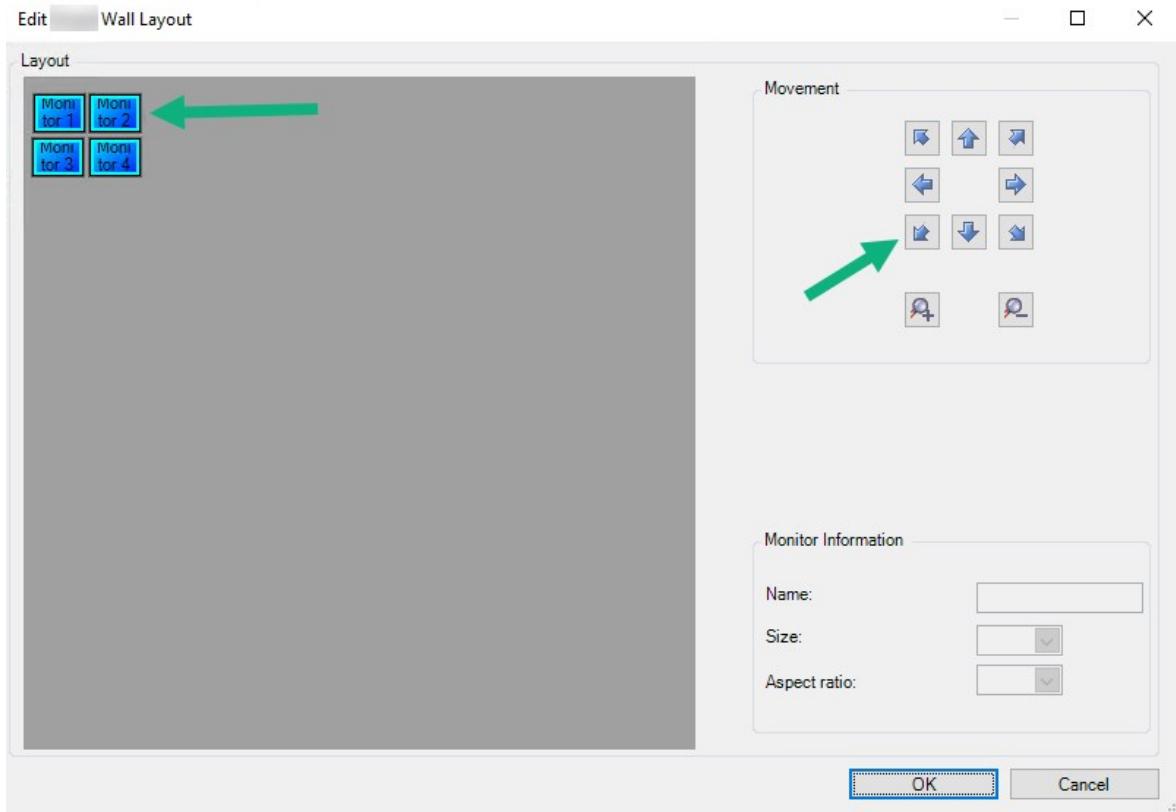 Edit Wall Layout
Layout
Moni
tor 1
Moni
tor 2
Moni
tor 3
Moni
tor 4
Movement
Monitor Information
Name:
Size:
Aspect ratio:
OK
Cancel